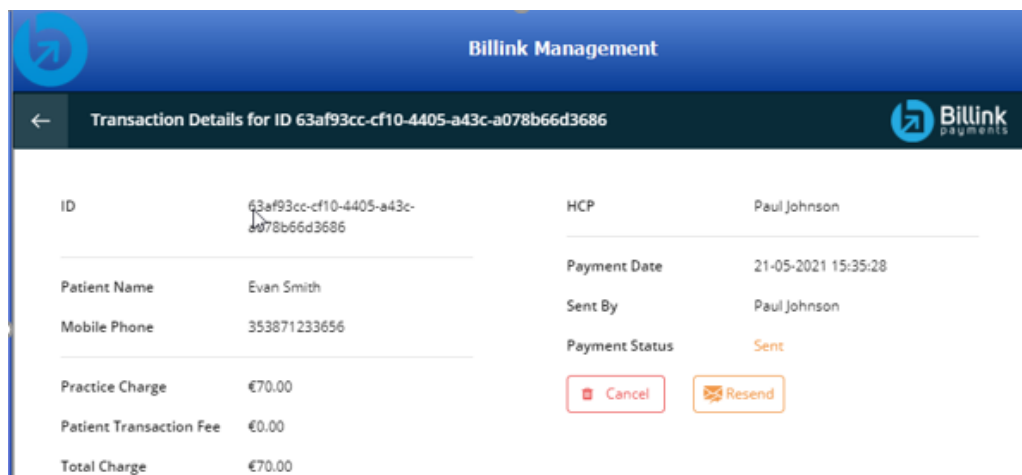 Billink Management
Transaction Details for ID 63af93cc-cf10-4405-a43c-a078b66d3686
Billink
payments
ID 63af93cc-cf10-4405-a43c-
a078b66d3686
Patient Name Evan Smith
Mobile Phone 353871233656
Practice Charge €70.00
Patient Transaction Fee €0.00
Total Charge €70.00
HCP Paul Johnson
Payment Date 21-05-2021 15:35:28
Sent By Paul Johnson
Payment Status Sent
Cancel Resend